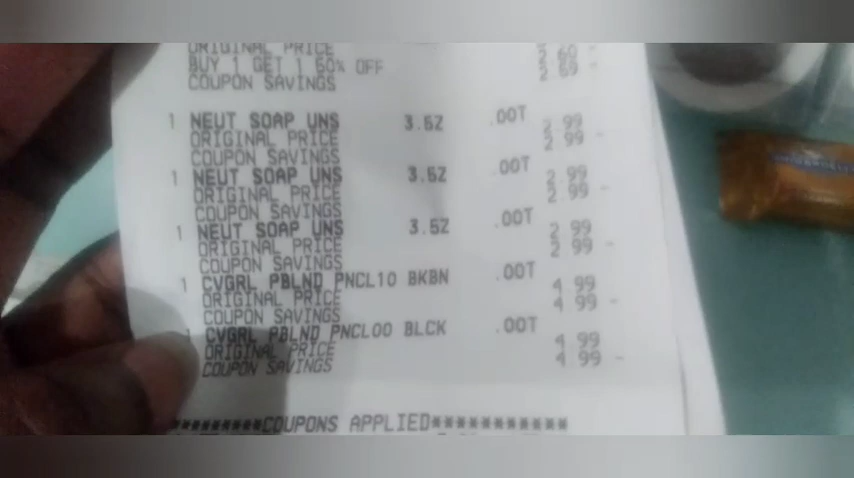 ORIGINAL PRICE
BUY 1 GET 1 50% OFF
COUPON SAVINGS 2 69 -
1 NEUT SOAP UNS 3.5Z .00T
ORIGINAL PRICE 2 99
COUPON SAVINGS 2 99 -
1 NEUT SOAP UNS 3.5Z .00T
ORIGINAL PRICE 2.99
COUPON SAVINGS 2.99 -
1 NEUT SOAP UNS 3.5Z .00T
ORIGINAL PRICE 2 99
COUPON SAVINGS 2 99 -
1 CVGRL PBLND PNCL10 BKBN .00T
ORIGINAL PRICE 4 99
COUPON SAVINGS 4 99 -
1 CVGRL PBLND PNCL00 BLCK .00T
ORIGINAL PRICE 4 99
COUPON SAVINGS 4 99 -
*********COUPONS APPLIED***********